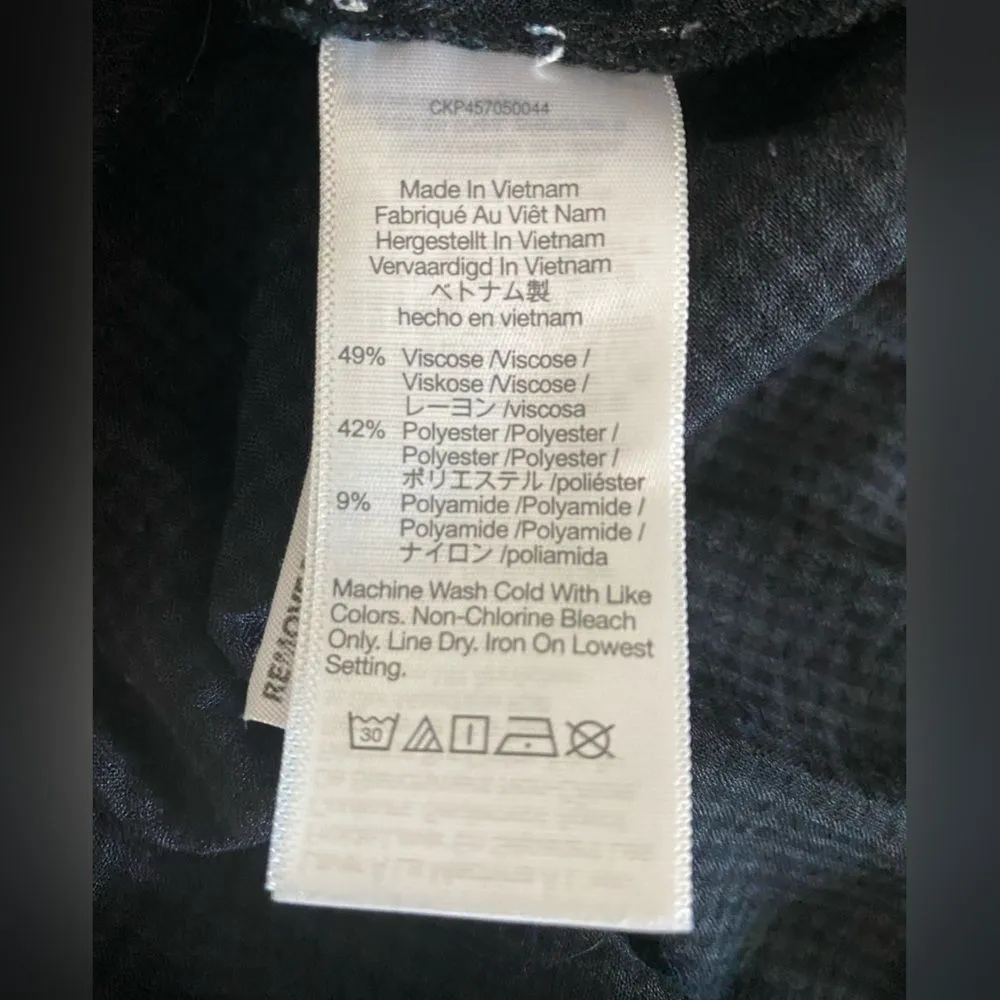 CKP457050044
Made In Vietnam
Fabriqué Au Viêt Nam
Hergestellt In Vietnam
Vervaardigd In Vietnam
ベトナム製
hecho en vietnam
49% Viscose /Viscose /
Viskose /Viscose /
レーヨン /viscosa
42% Polyester /Polyester /
Polyester /Polyester /
ポリエステル /poliéster
9% Polyamide /Polyamide /
Polyamide /Polyamide /
ナイロン /poliamida
Machine Wash Cold With Like
Colors. Non-Chlorine Bleach
Only. Line Dry. Iron On Lowest
Setting.
30